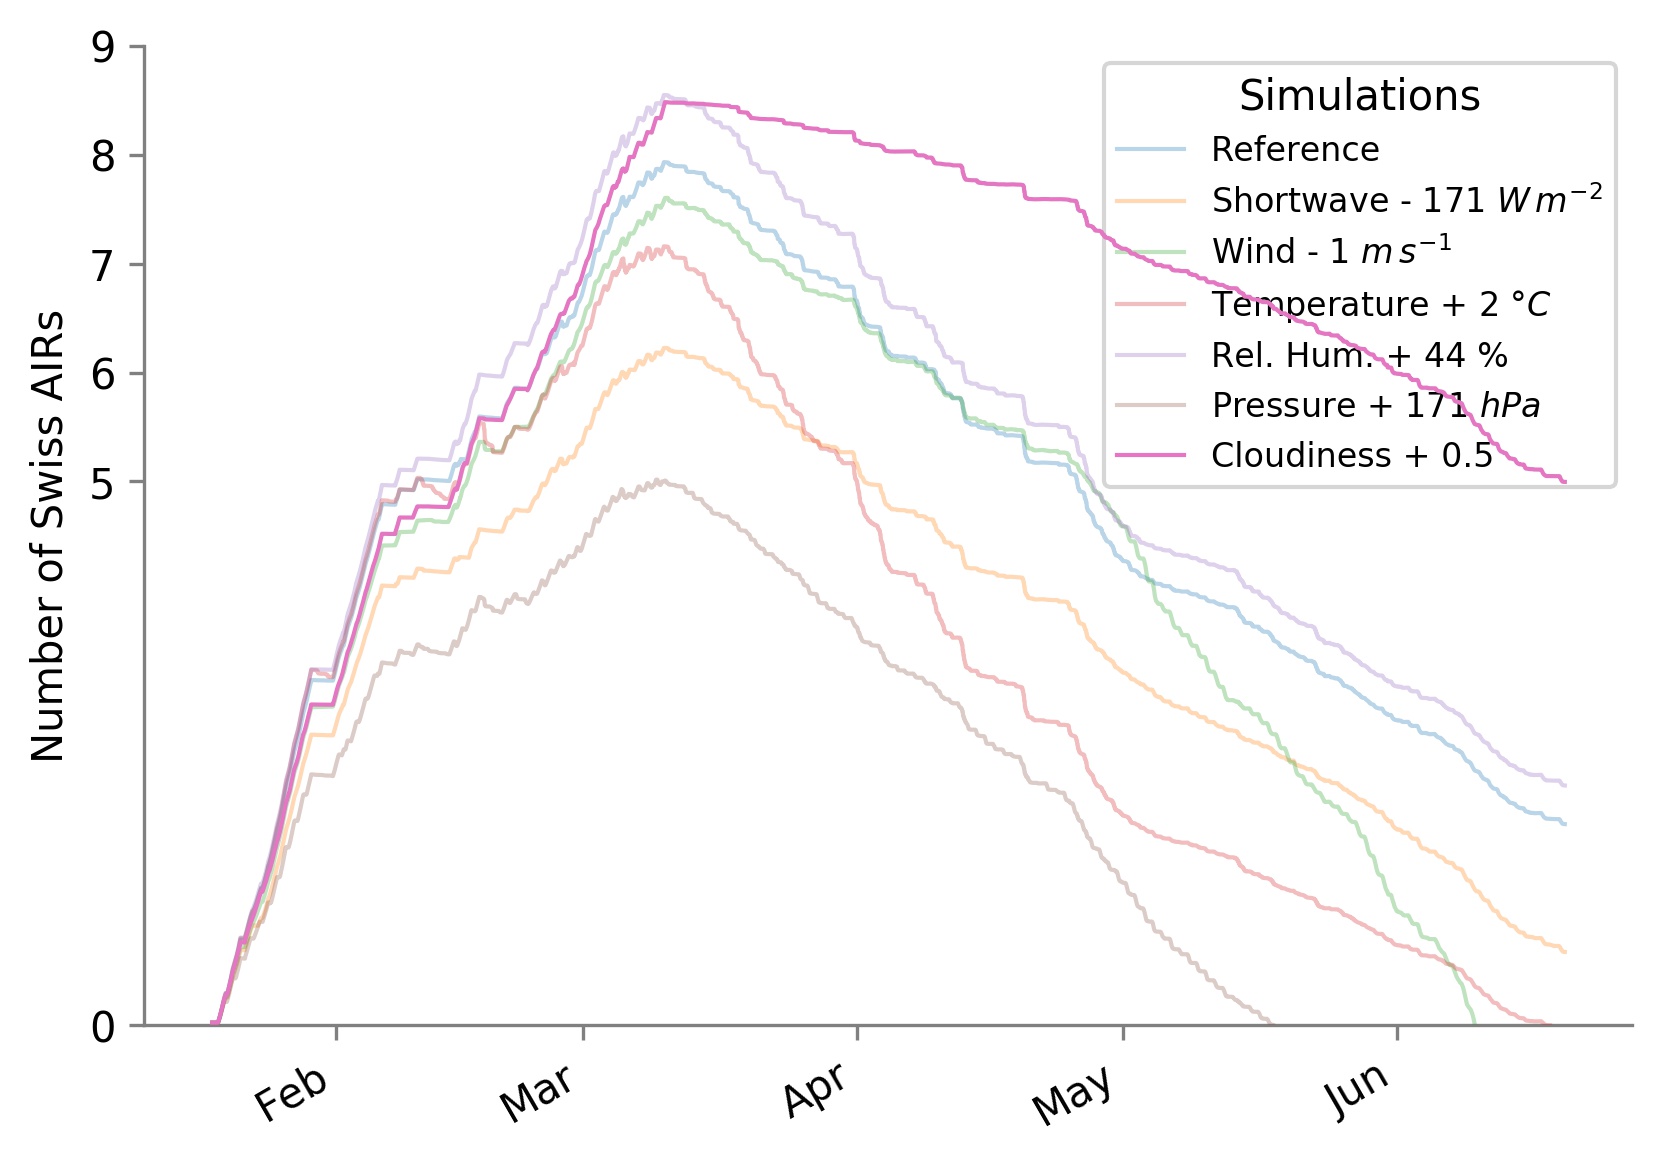 9
8
7
6
5
0
Number of Swiss AIRs
Simulations
Reference
Shortwave - 171 W m⁻²
Wind - 1 m s⁻¹
Temperature + 2 °C
Rel. Hum. + 44 %
Pressure + 171 hPa
Cloudiness + 0.5
Feb
Mar
Apr
May
Jun